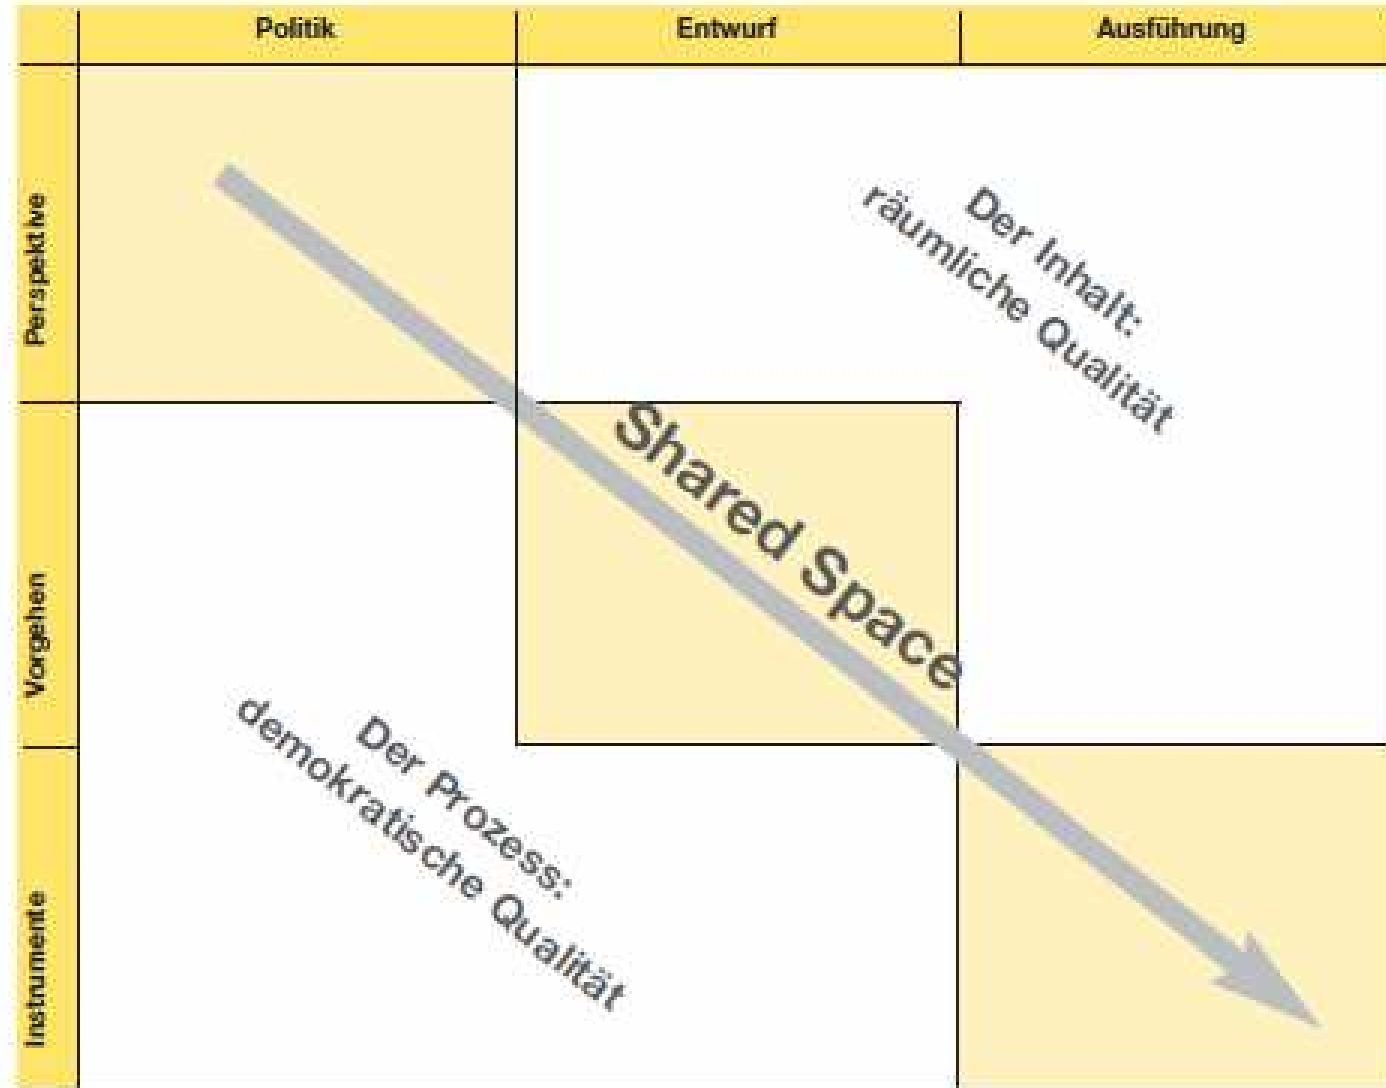 Politik
Entwurf
Ausführung
Perspektive
Vorgehen
Instrumente
Der Inhalt:
räumliche Qualität
Shared Space
Der Prozess:
demokratische Qualität